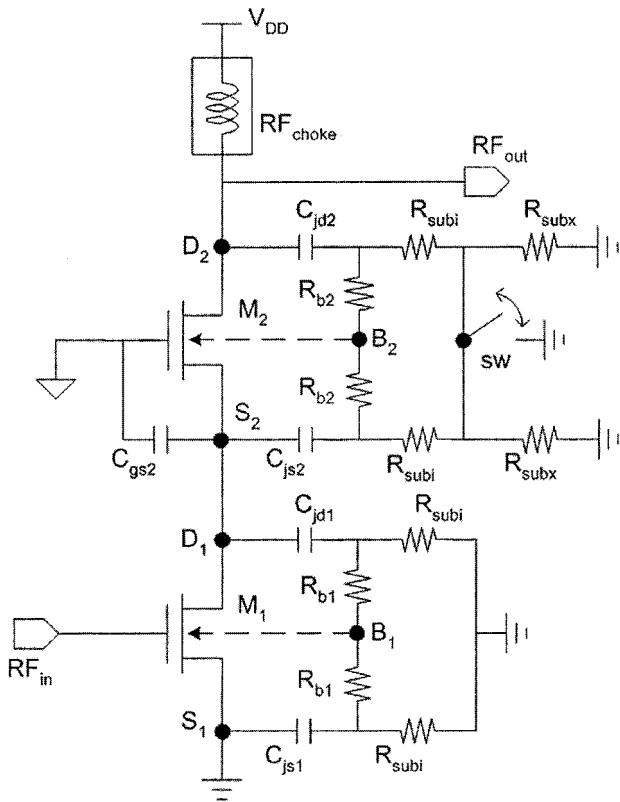 V_DD
RF_choke
RF_out
C_jd2
R_subi
R_subx
D_2
R_b2
M_2
B_2
sw
R_b2
S_2
C_gs2
C_js2
R_subi
R_subx
C_jd1
R_subi
D_1
R_b1
M_1
B_1
RF_in
R_b1
S_1
C_js1
R_subi